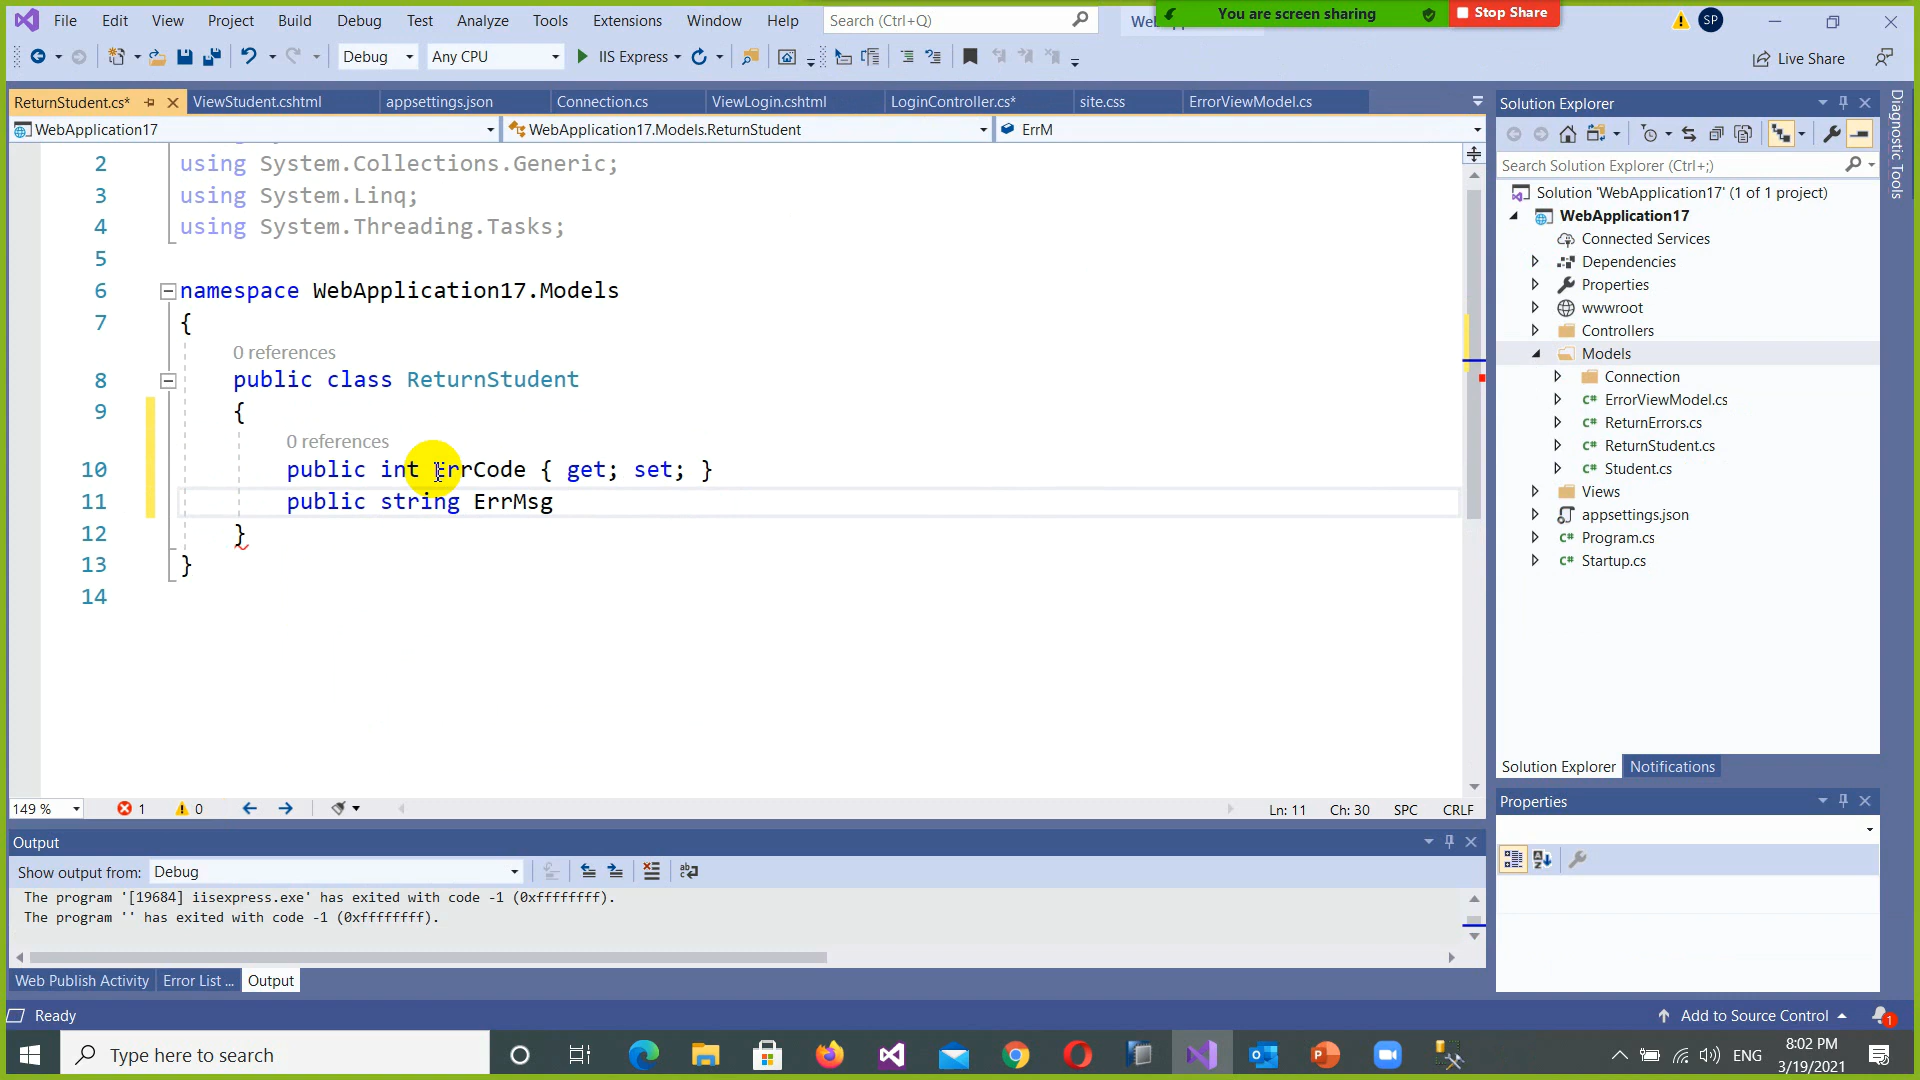 File Edit View Project Build Debug Test Analyze Tools Extensions Window Help Search (Ctrl+Q) You are screen sharing Stop Share SP
Debug Any CPU IIS Express Live Share
ReturnStudent.cs* ViewStudent.cshtml appsettings.json Connection.cs ViewLogin.cshtml LoginController.cs* site.css ErrorViewModel.cs
WebApplication17 WebApplication17.Models.ReturnStudent ErrM
2 using System.Collections.Generic;
3 using System.Linq;
4 using System.Threading.Tasks;
5
6 namespace WebApplication17.Models
7 {
0 references
8 public class ReturnStudent
9 {
0 references
10 public int ErrCode { get; set; }
11 public string ErrMsg
12 }
13 }
14
149 % 1 0 Ln: 11 Ch: 30 SPC CRLF
Output
Show output from: Debug
The program '[19684] iisexpress.exe' has exited with code -1 (0xffffffff).
The program '' has exited with code -1 (0xffffffff).
Web Publish Activity Error List ... Output
Solution Explorer
Search Solution Explorer (Ctrl+;)
Solution 'WebApplication17' (1 of 1 project)
WebApplication17
Connected Services
Dependencies
Properties
wwwroot
Controllers
Models
Connection
C# ErrorViewModel.cs
C# ReturnErrors.cs
C# ReturnStudent.cs
C# Student.cs
Views
appsettings.json
C# Program.cs
C# Startup.cs
Solution Explorer Notifications
Properties
Diagnostic Tools
Ready Add to Source Control 1
Type here to search ENG 8:02 PM
3/19/2021